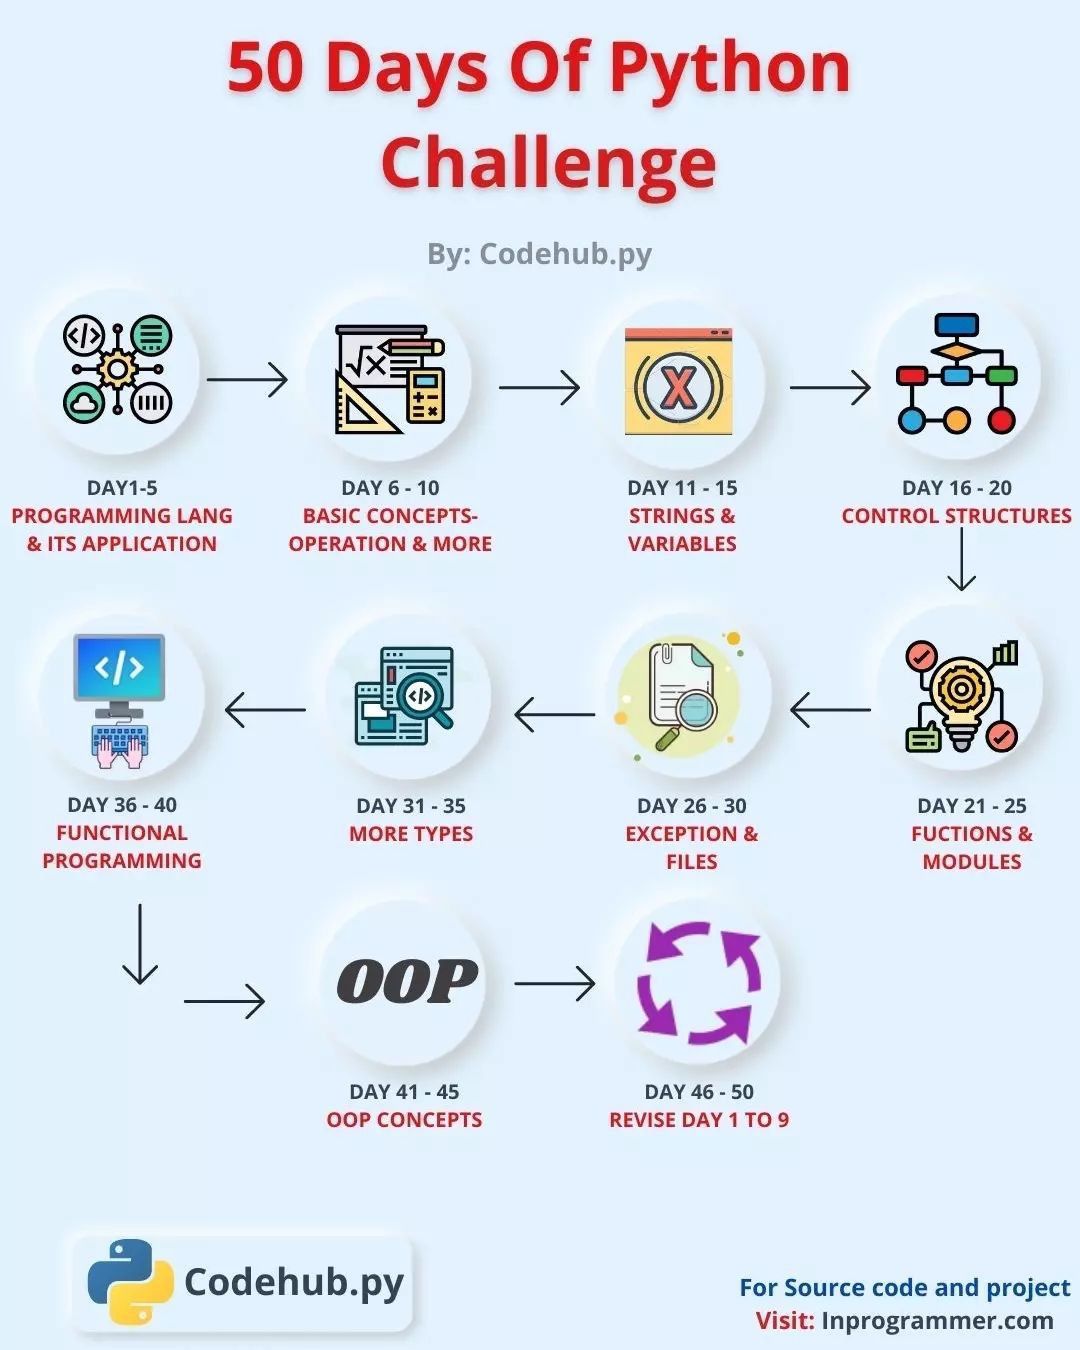 50 Days Of Python
Challenge
By: Codehub.py
DAY1-5
PROGRAMMING LANG
& ITS APPLICATION
DAY 6 - 10
BASIC CONCEPTS-
OPERATION & MORE
DAY 11 - 15
STRINGS &
VARIABLES
DAY 16 - 20
CONTROL STRUCTURES
DAY 21 - 25
FUCTIONS &
MODULES
DAY 26 - 30
EXCEPTION &
FILES
DAY 31 - 35
MORE TYPES
DAY 36 - 40
FUNCTIONAL
PROGRAMMING
OOP
DAY 41 - 45
OOP CONCEPTS
DAY 46 - 50
REVISE DAY 1 TO 9
Codehub.py
For Source code and project
Visit: Inprogrammer.com